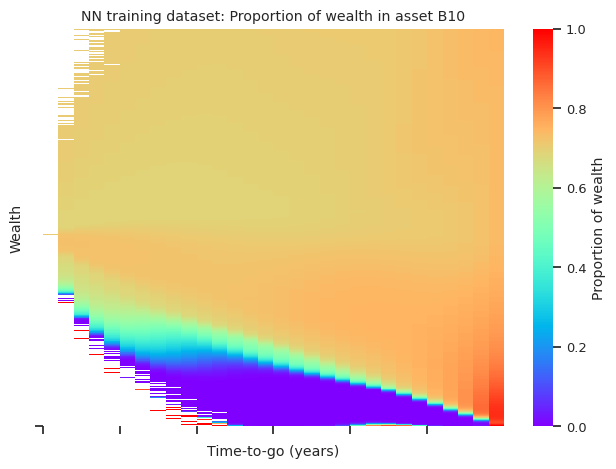 NN training dataset: Proportion of wealth in asset B10
Wealth
Time-to-go (years)
1.0
0.8
0.6
0.4
0.2
0.0
Proportion of wealth